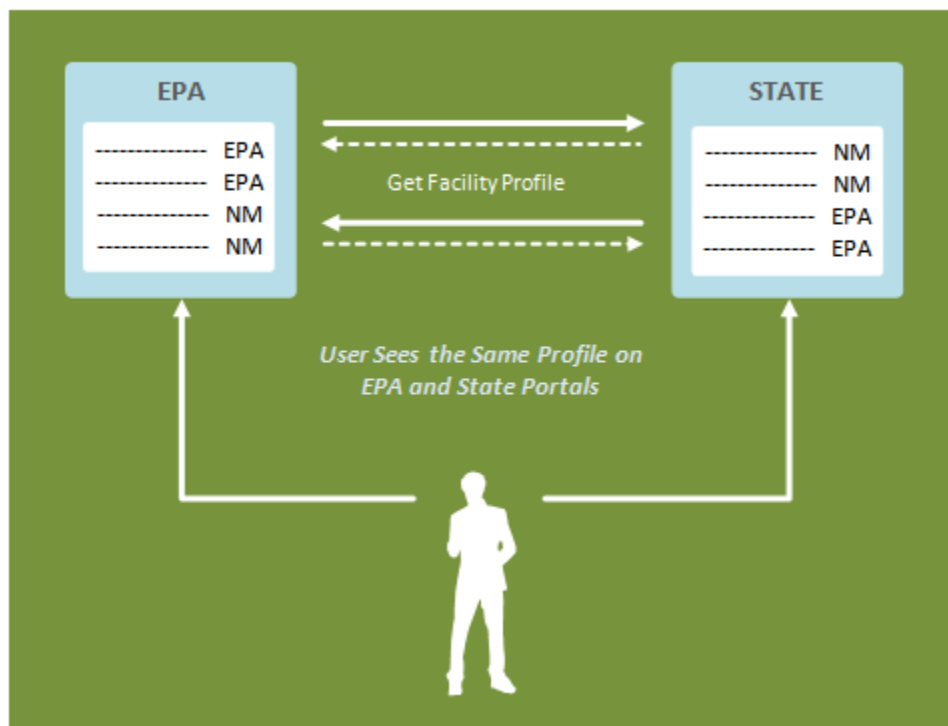 EPA
-------------- EPA
-------------- EPA
-------------- NM
-------------- NM
Get Facility Profile
STATE
-------------- NM
-------------- NM
-------------- EPA
-------------- EPA
User Sees the Same Profile on
EPA and State Portals